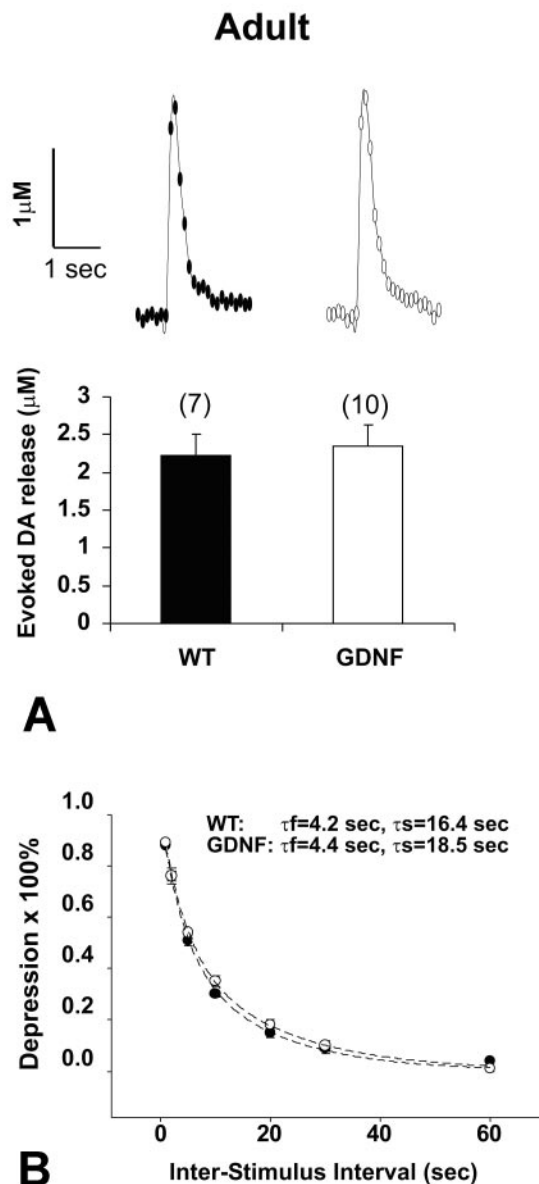 Adult
1μM
1 sec
Evoked DA release (μM)
3
2.5
2
1.5
1
0.5
0
(7)
(10)
WT
GDNF
A
WT: τf=4.2 sec, τs=16.4 sec
GDNF: τf=4.4 sec, τs=18.5 sec
Depression x 100%
1.0
0.8
0.6
0.4
0.2
0.0
0
20
40
60
Inter-Stimulus Interval (sec)
B